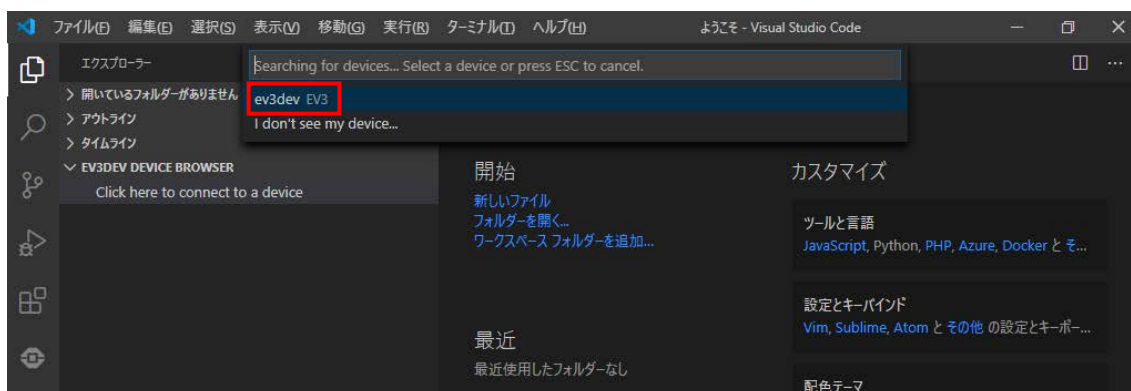 ファイル(F) 編集(E) 選択(S) 表示(V) 移動(G) 実行(R) ターミナル(T) ヘルプ(H) ようこそ - Visual Studio Code
エクスプローラー
Searching for devices... Select a device or press ESC to cancel.
ev3dev EV3
I don't see my device...
開いているフォルダーがありません
アウトライン
タイムライン
EV3DEV DEVICE BROWSER
Click here to connect to a device
開始
新しいファイル
フォルダーを開く...
ワークスペース フォルダーを追加...
最近
最近使用したフォルダーなし
カスタマイズ
ツールと言語
JavaScript, Python, PHP, Azure, Docker と そ...
設定とキーバインド
Vim, Sublime, Atom と その他 の設定とキーボー...
配色テーマ